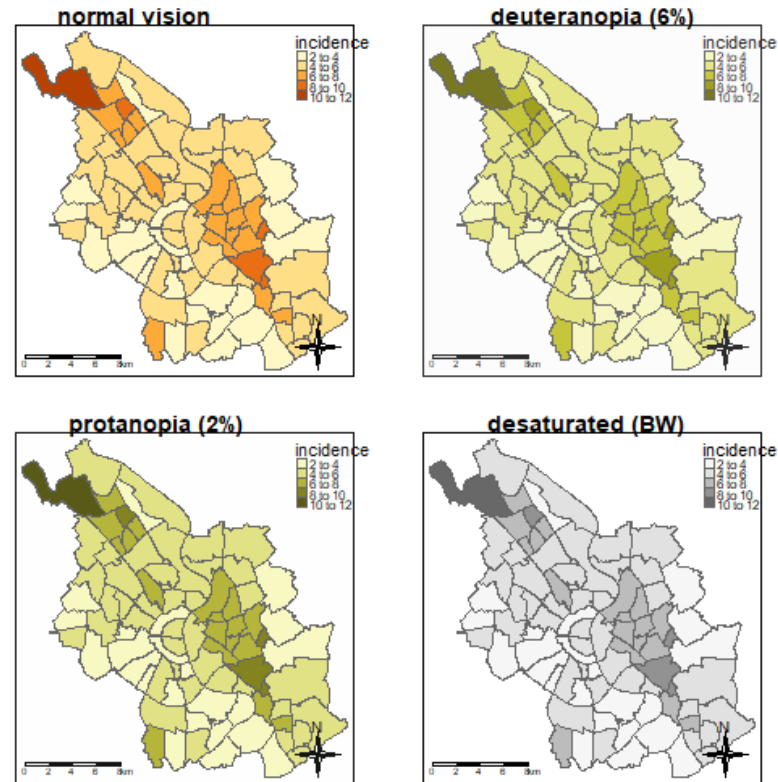 normal vision
incidence
2 to 4
4 to 6
6 to 8
8 to 10
10 to 12
N
0 2 4 6 8km
deuteranopia (6%)
incidence
2 to 4
4 to 6
6 to 8
8 to 10
10 to 12
N
0 2 4 6 8km
protanopia (2%)
incidence
2 to 4
4 to 6
6 to 8
8 to 10
10 to 12
N
0 2 4 6 8km
desaturated (BW)
incidence
2 to 4
4 to 6
6 to 8
8 to 10
10 to 12
N
0 2 4 6 8km